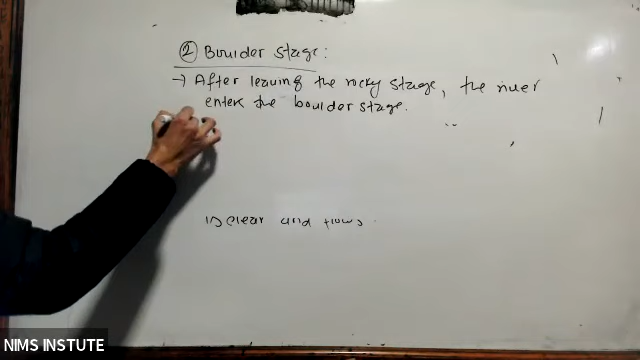 ② Boulder stage:
→ After leaving the rocky stage, the river
enters the boulder stage.
is clear and flows
NIMS INSTUTE